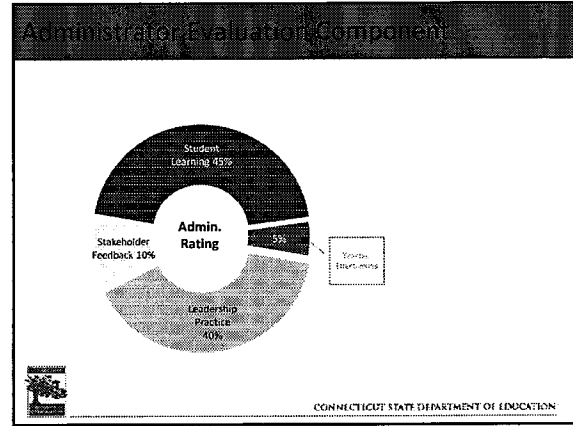 Administrator Evaluation Component
Student
Learning 45%
5%
Admin.
Rating
Stakeholder
Feedback 10%
Leadership
Practice
40%
CONNECTICUT STATE DEPARTMENT OF EDUCATION